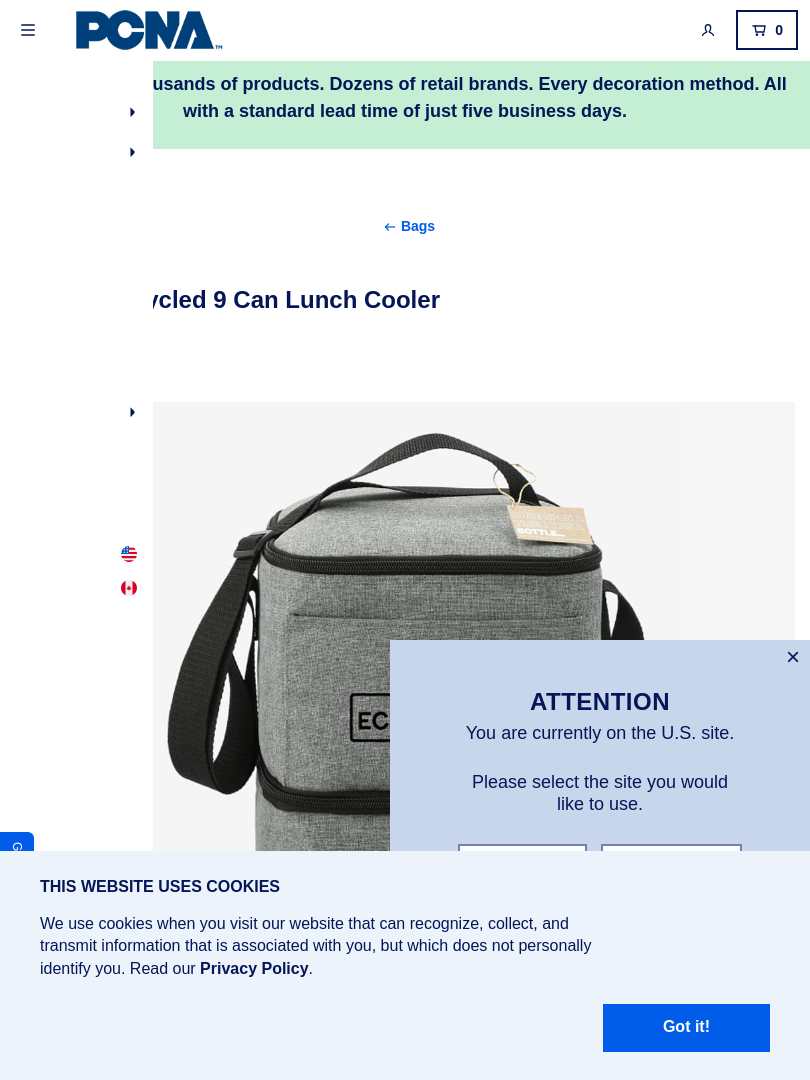 PCNA
TM
0
usands of products. Dozens of retail brands. Every decoration method. All
with a standard lead time of just five business days.
← Bags
ycled 9 Can Lunch Cooler
BOTTLE
EC
×
ATTENTION
You are currently on the U.S. site.
Please select the site you would
like to use.
G
THIS WEBSITE USES COOKIES
We use cookies when you visit our website that can recognize, collect, and
transmit information that is associated with you, but which does not personally
identify you. Read our Privacy Policy.
Got it!